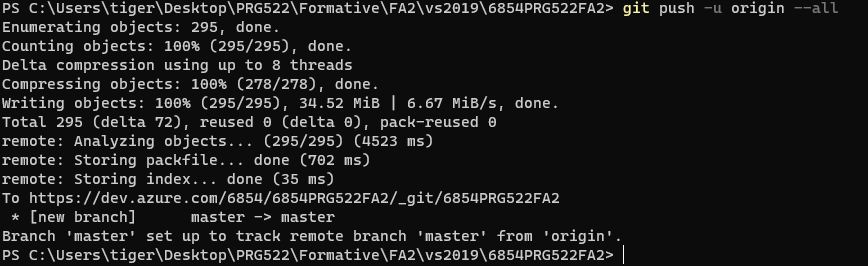 PS C:\Users\tiger\Desktop\PRG522\Formative\FA2\vs2019\6854PRG522FA2> git push -u origin --all
Enumerating objects: 295, done.
Counting objects: 100% (295/295), done.
Delta compression using up to 8 threads
Compressing objects: 100% (278/278), done.
Writing objects: 100% (295/295), 34.52 MiB | 6.67 MiB/s, done.
Total 295 (delta 72), reused 0 (delta 0), pack-reused 0
remote: Analyzing objects... (295/295) (4523 ms)
remote: Storing packfile... done (702 ms)
remote: Storing index... done (35 ms)
To https://dev.azure.com/6854/6854PRG522FA2/_git/6854PRG522FA2
 * [new branch]      master -> master
Branch 'master' set up to track remote branch 'master' from 'origin'.
PS C:\Users\tiger\Desktop\PRG522\Formative\FA2\vs2019\6854PRG522FA2>